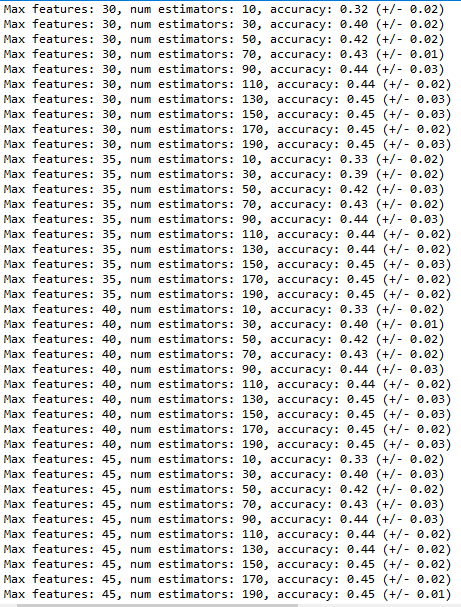 Max features: 30, num estimators: 10, accuracy: 0.32 (+/- 0.02)
Max features: 30, num estimators: 30, accuracy: 0.40 (+/- 0.02)
Max features: 30, num estimators: 50, accuracy: 0.42 (+/- 0.02)
Max features: 30, num estimators: 70, accuracy: 0.43 (+/- 0.01)
Max features: 30, num estimators: 90, accuracy: 0.44 (+/- 0.03)
Max features: 30, num estimators: 110, accuracy: 0.44 (+/- 0.02)
Max features: 30, num estimators: 130, accuracy: 0.45 (+/- 0.03)
Max features: 30, num estimators: 150, accuracy: 0.45 (+/- 0.03)
Max features: 30, num estimators: 170, accuracy: 0.45 (+/- 0.02)
Max features: 30, num estimators: 190, accuracy: 0.45 (+/- 0.03)
Max features: 35, num estimators: 10, accuracy: 0.33 (+/- 0.02)
Max features: 35, num estimators: 30, accuracy: 0.39 (+/- 0.02)
Max features: 35, num estimators: 50, accuracy: 0.42 (+/- 0.03)
Max features: 35, num estimators: 70, accuracy: 0.43 (+/- 0.02)
Max features: 35, num estimators: 90, accuracy: 0.44 (+/- 0.03)
Max features: 35, num estimators: 110, accuracy: 0.44 (+/- 0.02)
Max features: 35, num estimators: 130, accuracy: 0.44 (+/- 0.02)
Max features: 35, num estimators: 150, accuracy: 0.45 (+/- 0.03)
Max features: 35, num estimators: 170, accuracy: 0.45 (+/- 0.02)
Max features: 35, num estimators: 190, accuracy: 0.45 (+/- 0.02)
Max features: 40, num estimators: 10, accuracy: 0.33 (+/- 0.02)
Max features: 40, num estimators: 30, accuracy: 0.40 (+/- 0.01)
Max features: 40, num estimators: 50, accuracy: 0.42 (+/- 0.02)
Max features: 40, num estimators: 70, accuracy: 0.43 (+/- 0.02)
Max features: 40, num estimators: 90, accuracy: 0.44 (+/- 0.03)
Max features: 40, num estimators: 110, accuracy: 0.44 (+/- 0.02)
Max features: 40, num estimators: 130, accuracy: 0.45 (+/- 0.03)
Max features: 40, num estimators: 150, accuracy: 0.45 (+/- 0.03)
Max features: 40, num estimators: 170, accuracy: 0.45 (+/- 0.02)
Max features: 40, num estimators: 190, accuracy: 0.45 (+/- 0.03)
Max features: 45, num estimators: 10, accuracy: 0.33 (+/- 0.02)
Max features: 45, num estimators: 30, accuracy: 0.40 (+/- 0.03)
Max features: 45, num estimators: 50, accuracy: 0.42 (+/- 0.02)
Max features: 45, num estimators: 70, accuracy: 0.43 (+/- 0.03)
Max features: 45, num estimators: 90, accuracy: 0.44 (+/- 0.03)
Max features: 45, num estimators: 110, accuracy: 0.44 (+/- 0.02)
Max features: 45, num estimators: 130, accuracy: 0.44 (+/- 0.02)
Max features: 45, num estimators: 150, accuracy: 0.45 (+/- 0.02)
Max features: 45, num estimators: 170, accuracy: 0.45 (+/- 0.02)
Max features: 45, num estimators: 190, accuracy: 0.45 (+/- 0.01)